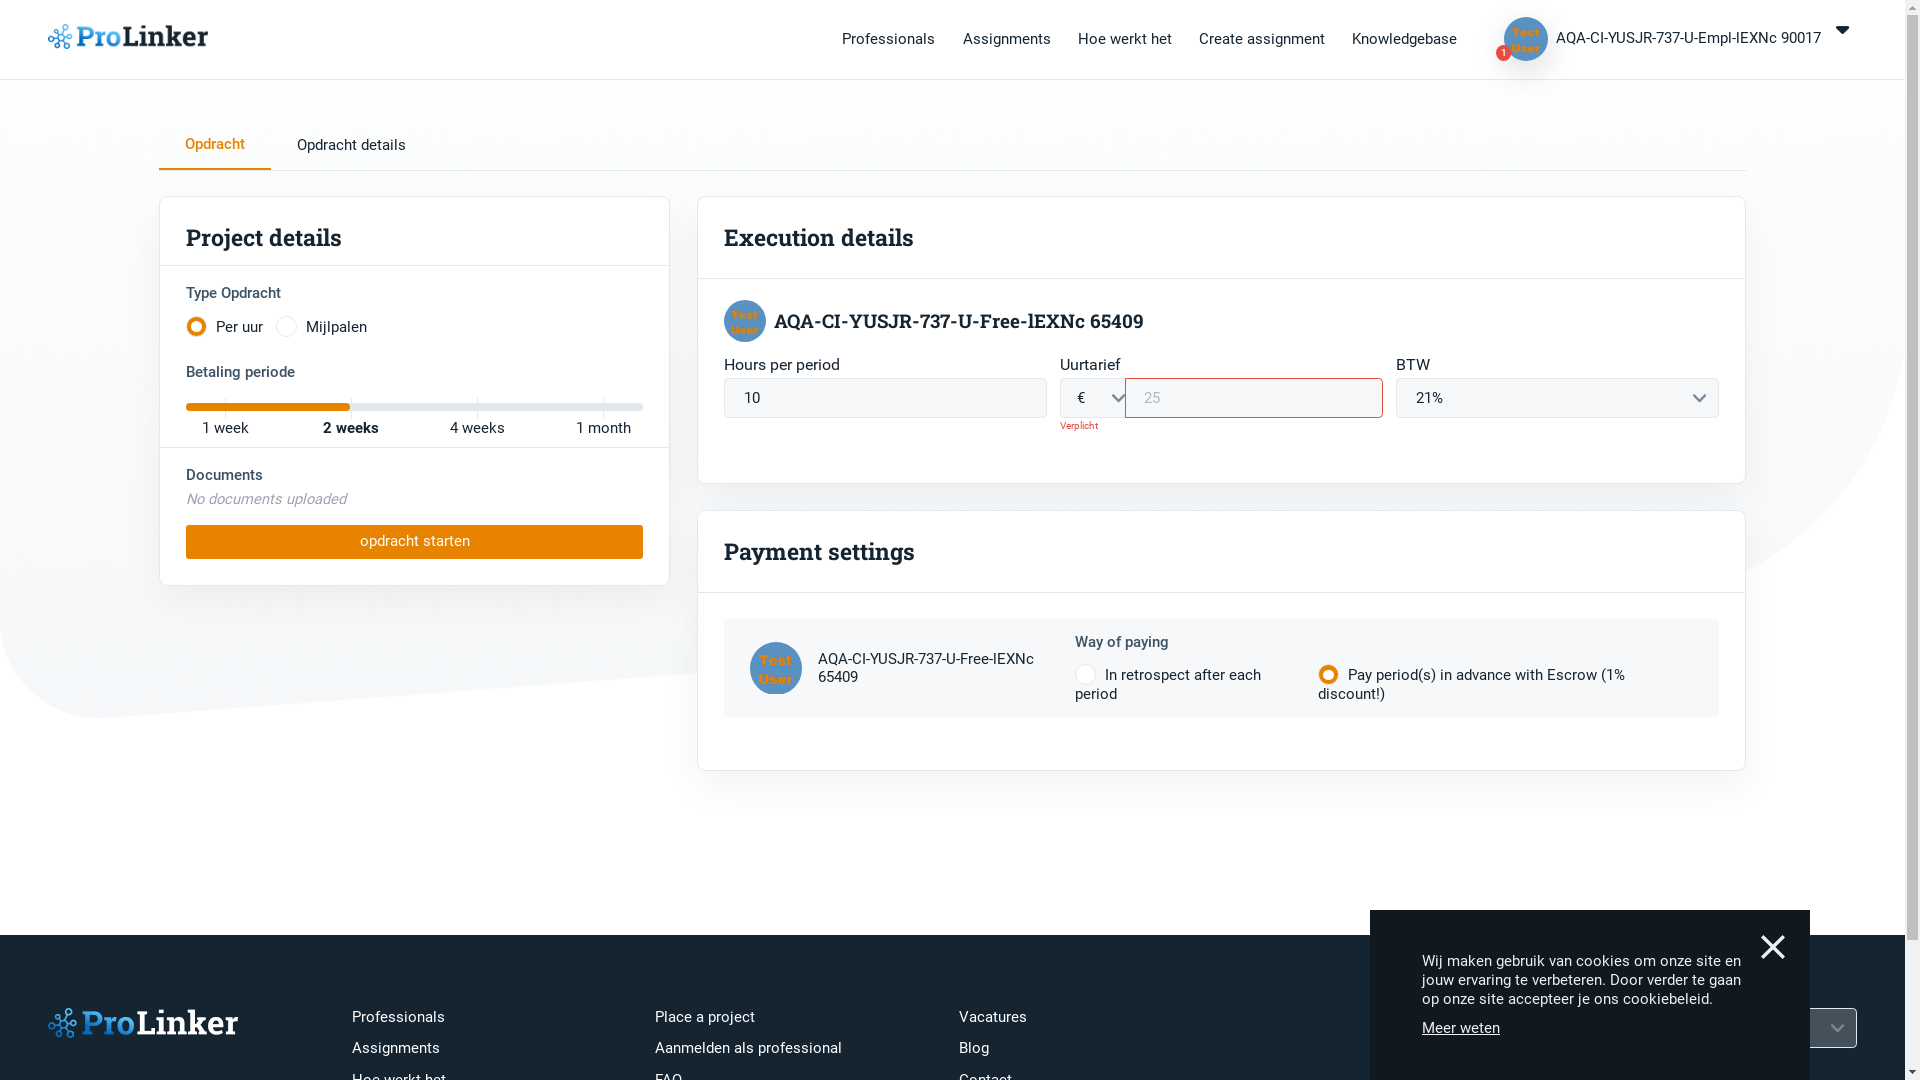 ProLinker
Professionals
Assignments
Hoe werkt het
Create assignment
Knowledgebase
Test
User
1
AQA-CI-YUSJR-737-U-Empl-lEXNc 90017
Opdracht
Opdracht details
Project details
Type Opdracht
Per uur
Mijlpalen
Betaling periode
1 week
2 weeks
4 weeks
1 month
Documents
No documents uploaded
opdracht starten
Execution details
Test
User
AQA-CI-YUSJR-737-U-Free-lEXNc 65409
Hours per period
10
Uurtarief
€
25
Verplicht
BTW
21%
Payment settings
Test
User
AQA-CI-YUSJR-737-U-Free-lEXNc
65409
Way of paying
In retrospect after each
period
Pay period(s) in advance with Escrow (1%
discount!)
ProLinker
Professionals
Assignments
Hoe werkt het
Place a project
Aanmelden als professional
FAQ
Vacatures
Blog
Contact
Wij maken gebruik van cookies om onze site en
jouw ervaring te verbeteren. Door verder te gaan
op onze site accepteer je ons cookiebeleid.
Meer weten